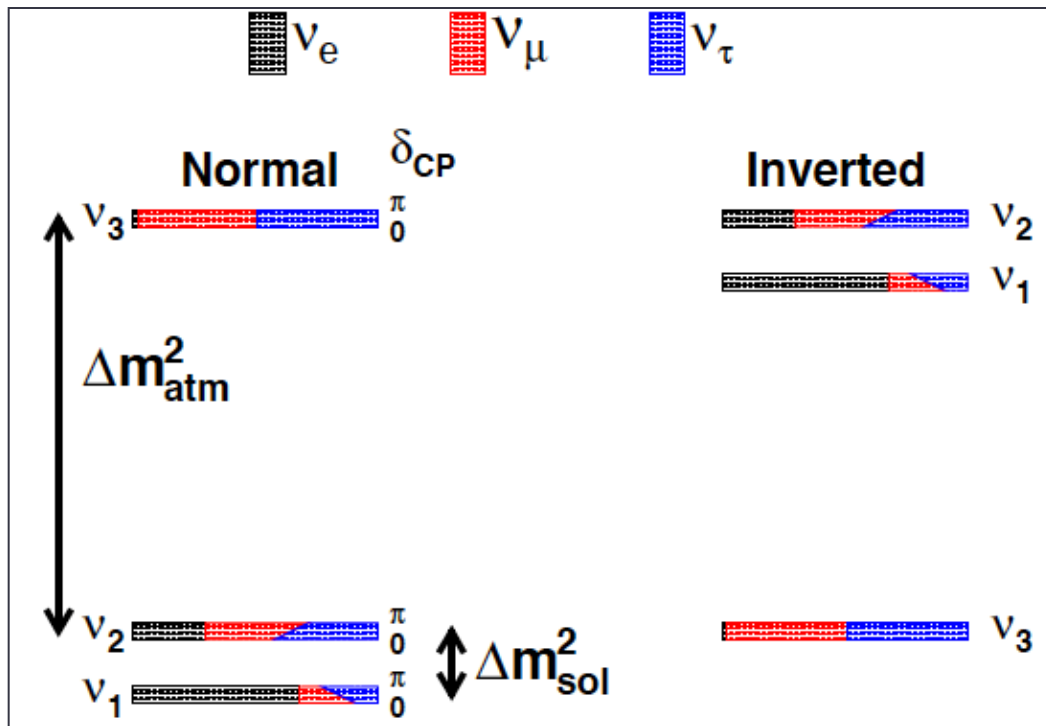 νe νμ ντ
Normal δCP Inverted
ν3 π ν2
0
ν1
Δm²atm
ν2 π ν3
0
Δm²sol
ν1 π
0